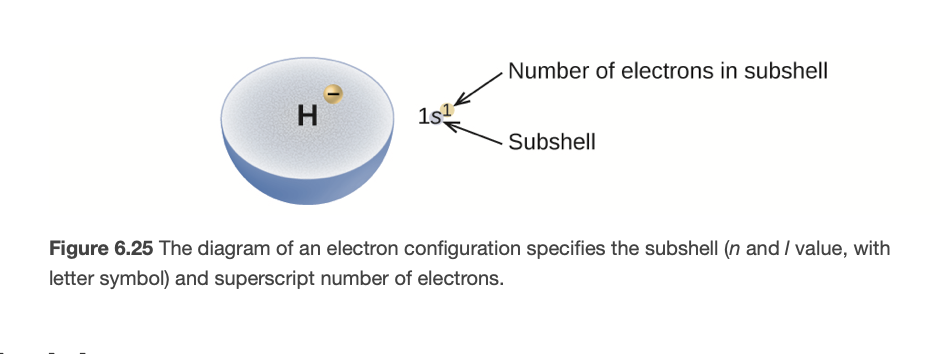 Number of electrons in subshell
H −
1s¹
Subshell
Figure 6.25 The diagram of an electron configuration specifies the subshell (n and l value, with
letter symbol) and superscript number of electrons.